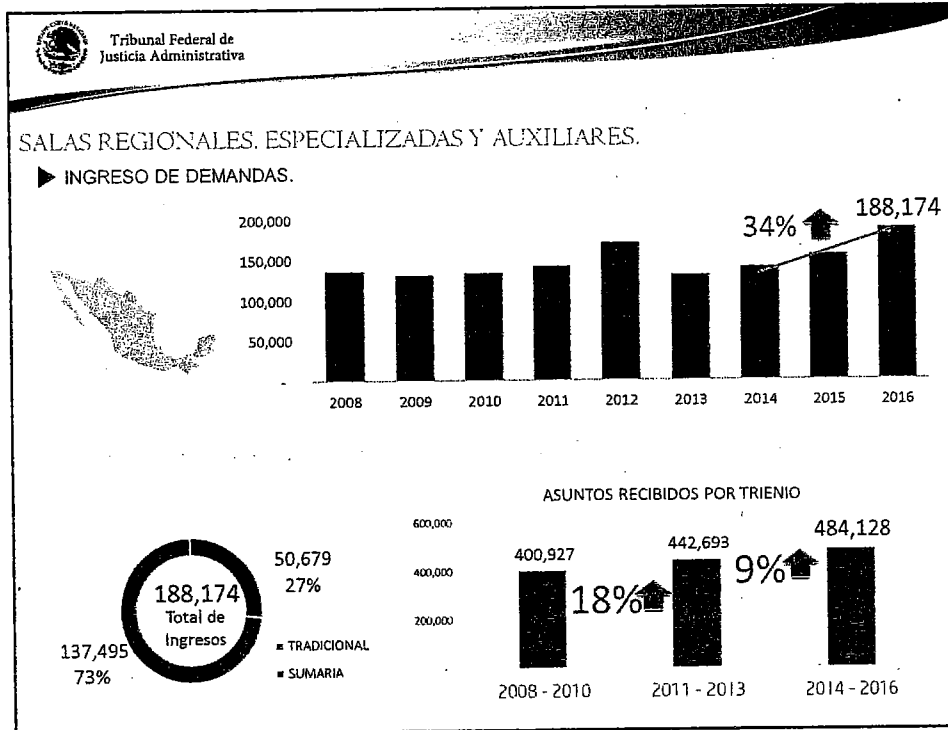 Tribunal Federal de
Justicia Administrativa
SALAS REGIONALES. ESPECIALIZADAS Y AUXILIARES.
INGRESO DE DEMANDAS.
200,000
150,000
100,000
50,000
-
34%
188,174
2008 2009 2010 2011 2012 2013 2014 2015 2016
50,679
27%
188,174
Total de
Ingresos
137,495
73%
TRADICIONAL
SUMARIA
ASUNTOS RECIBIDOS POR TRIENIO
600,000
400,000
200,000
400,927
18%
442,693
9%
484,128
2008 - 2010 2011 - 2013 2014 - 2016